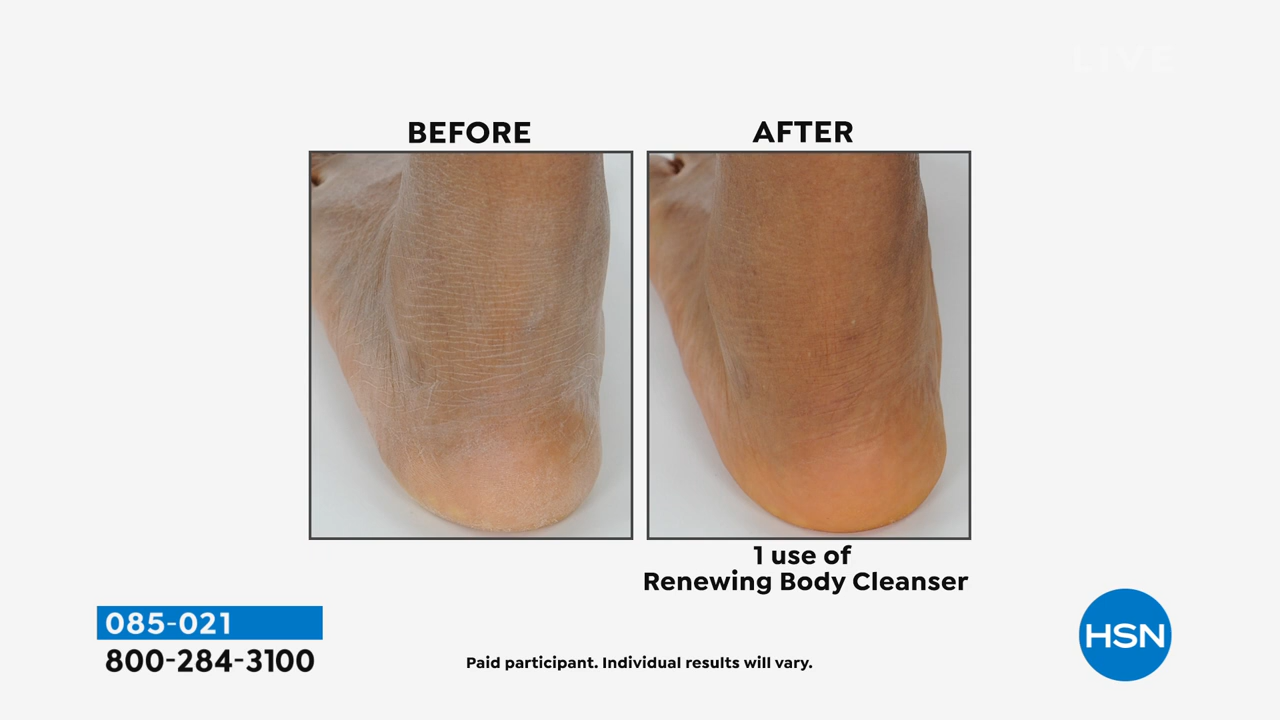 LIVE
BEFORE
AFTER
1 use of
Renewing Body Cleanser
085-021
800-284-3100
Paid participant. Individual results will vary.
HSN